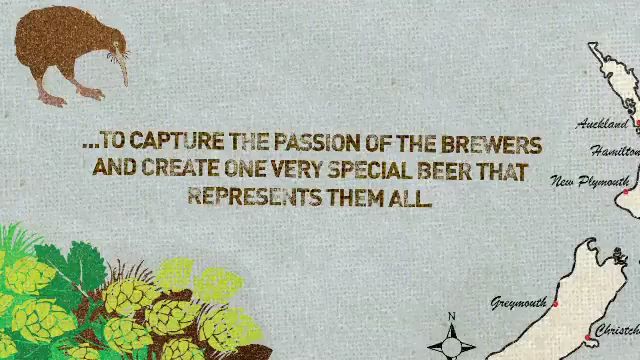 ...TO CAPTURE THE PASSION OF THE BREWERS
AND CREATE ONE VERY SPECIAL BEER THAT
REPRESENTS THEM ALL.
Auckland
Hamilton
New Plymouth
Greymouth
Christch
N